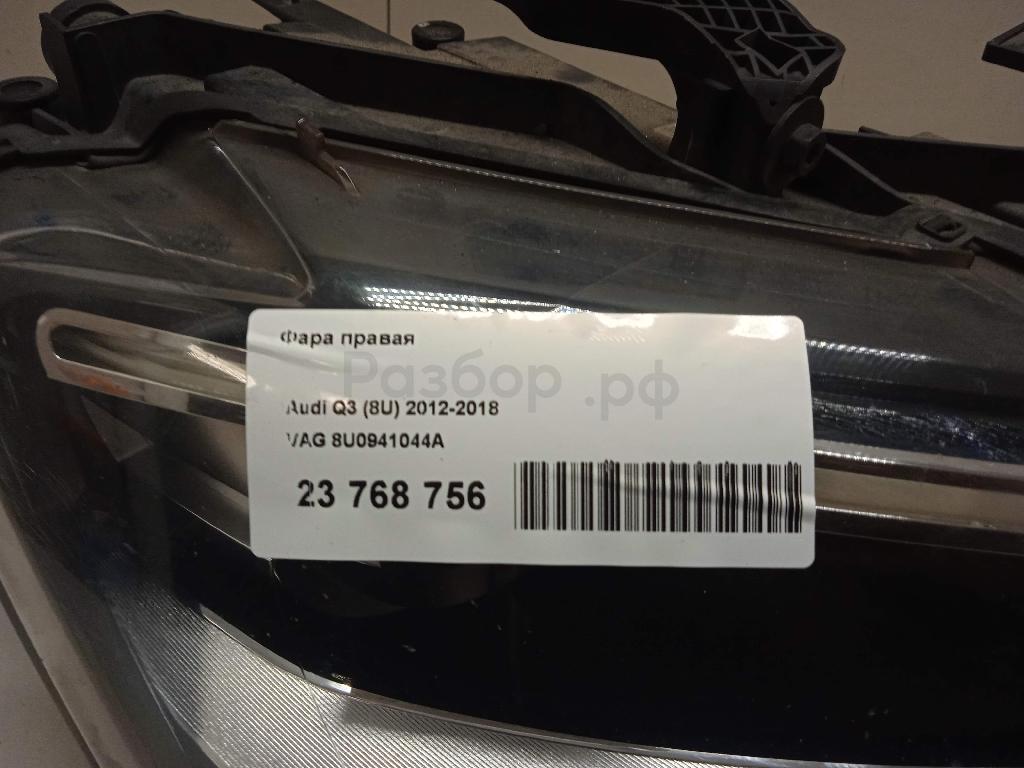 Фара правая
Разбор.рф
Audi Q3 (8U) 2012-2018
VAG 8U0941044A
23 768 756